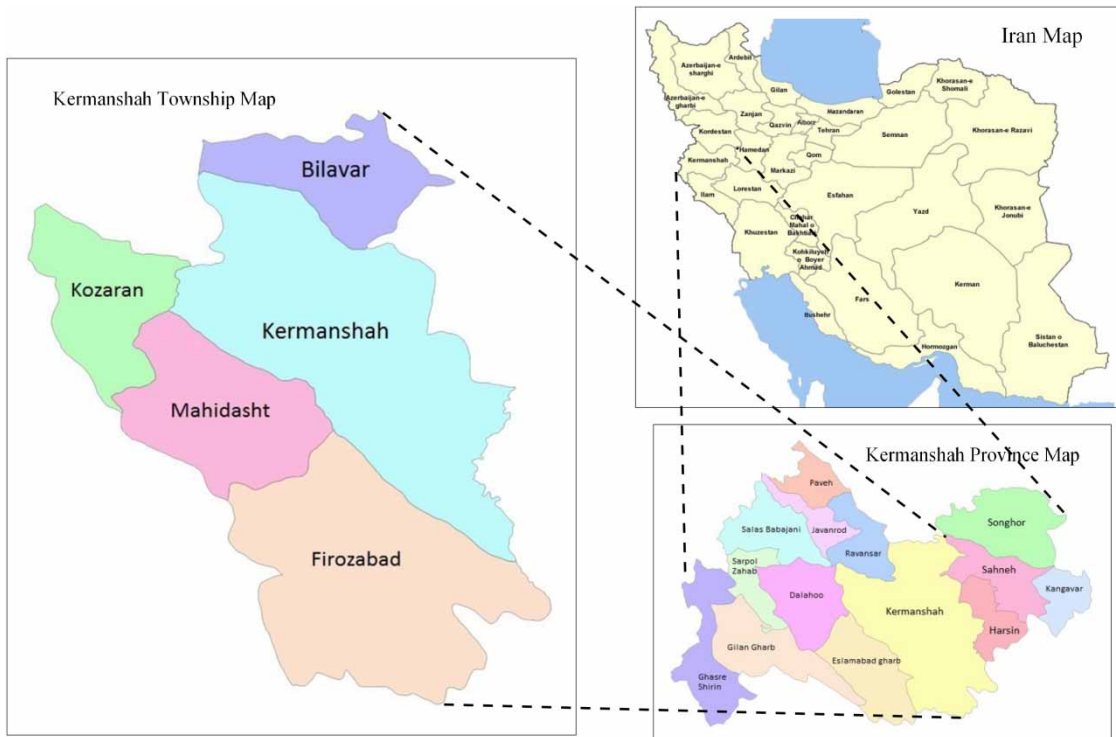 Kermanshah Township Map
Bilavar
Kozaran
Kermanshah
Mahidasht
Firozabad
Iran Map
Ardebil
Azerbaijan-e
sharghi
Azerbaijan-e
gharbi
Gilan
Golestan
Khorasan-e
Shomali
Zanjan
Mazandaran
Qazvin
Alborz
Tehran
Semnan
Khorasan-e Razavi
Kordestan
Hamedan
Qom
Kermanshah
Markazi
Ilam
Lorestan
Esfahan
Yazd
Khorasan-e
Jonubi
Khuzestan
Chahar
Mahal o
Bakhtiari
Kohkiluyeh
o Boyer
Ahmad
Kerman
Fars
Bushehr
Hormozgan
Sistan o
Baluchestan
Kermanshah Province Map
Paveh
Songhor
Salas Babajani
Javanrod
Ravansar
Sarpol
Zahab
Sahneh
Kangavar
Dalahoo
Kermanshah
Harsin
Gilan Gharb
Eslamabad gharb
Ghasre
Shirin